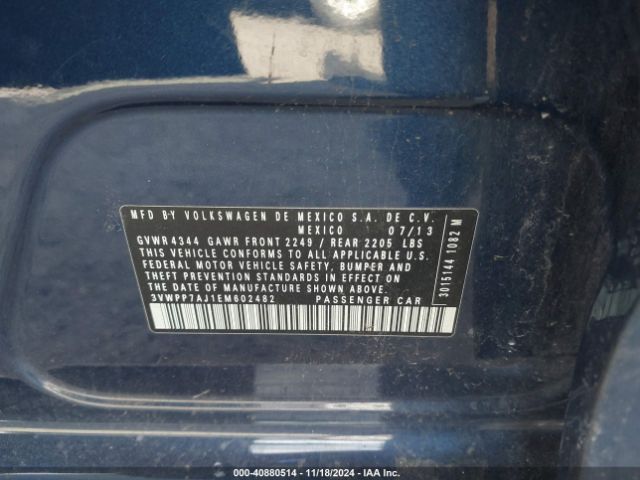 MFD BY VOLKSWAGEN DE MEXICO S.A. DE C.V.
MEXICO 07/13
GVWR 4344 GAWR FRONT 2249 / REAR 2205 LBS
THIS VEHICLE CONFORMS TO ALL APPLICABLE U.S.
FEDERAL MOTOR VEHICLE SAFETY, BUMPER AND
THEFT PREVENTION STANDARDS IN EFFECT ON
THE DATE OF MANUFACTURE SHOWN ABOVE
3VWPP7AJ1EM602482 PASSENGER CAR
3015144 1082 M
000-40880514 - 11/18/2024 - IAA Inc.